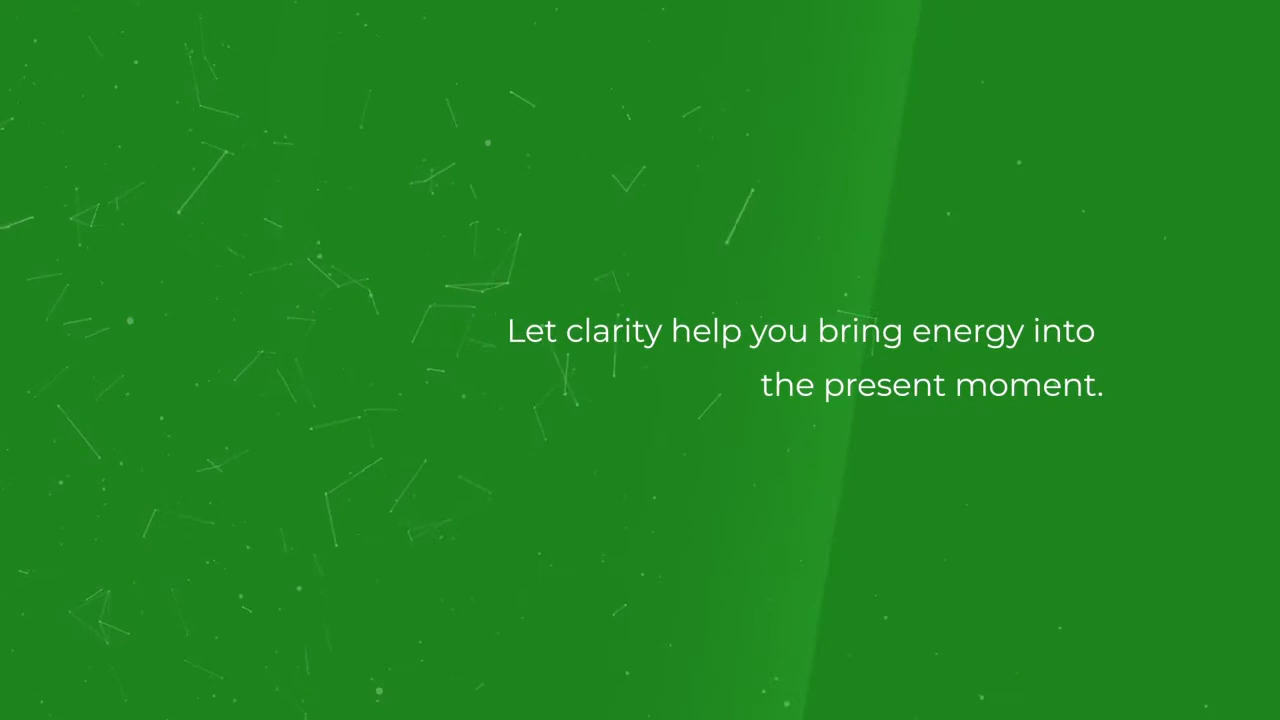 Let clarity help you bring energy into
the present moment.